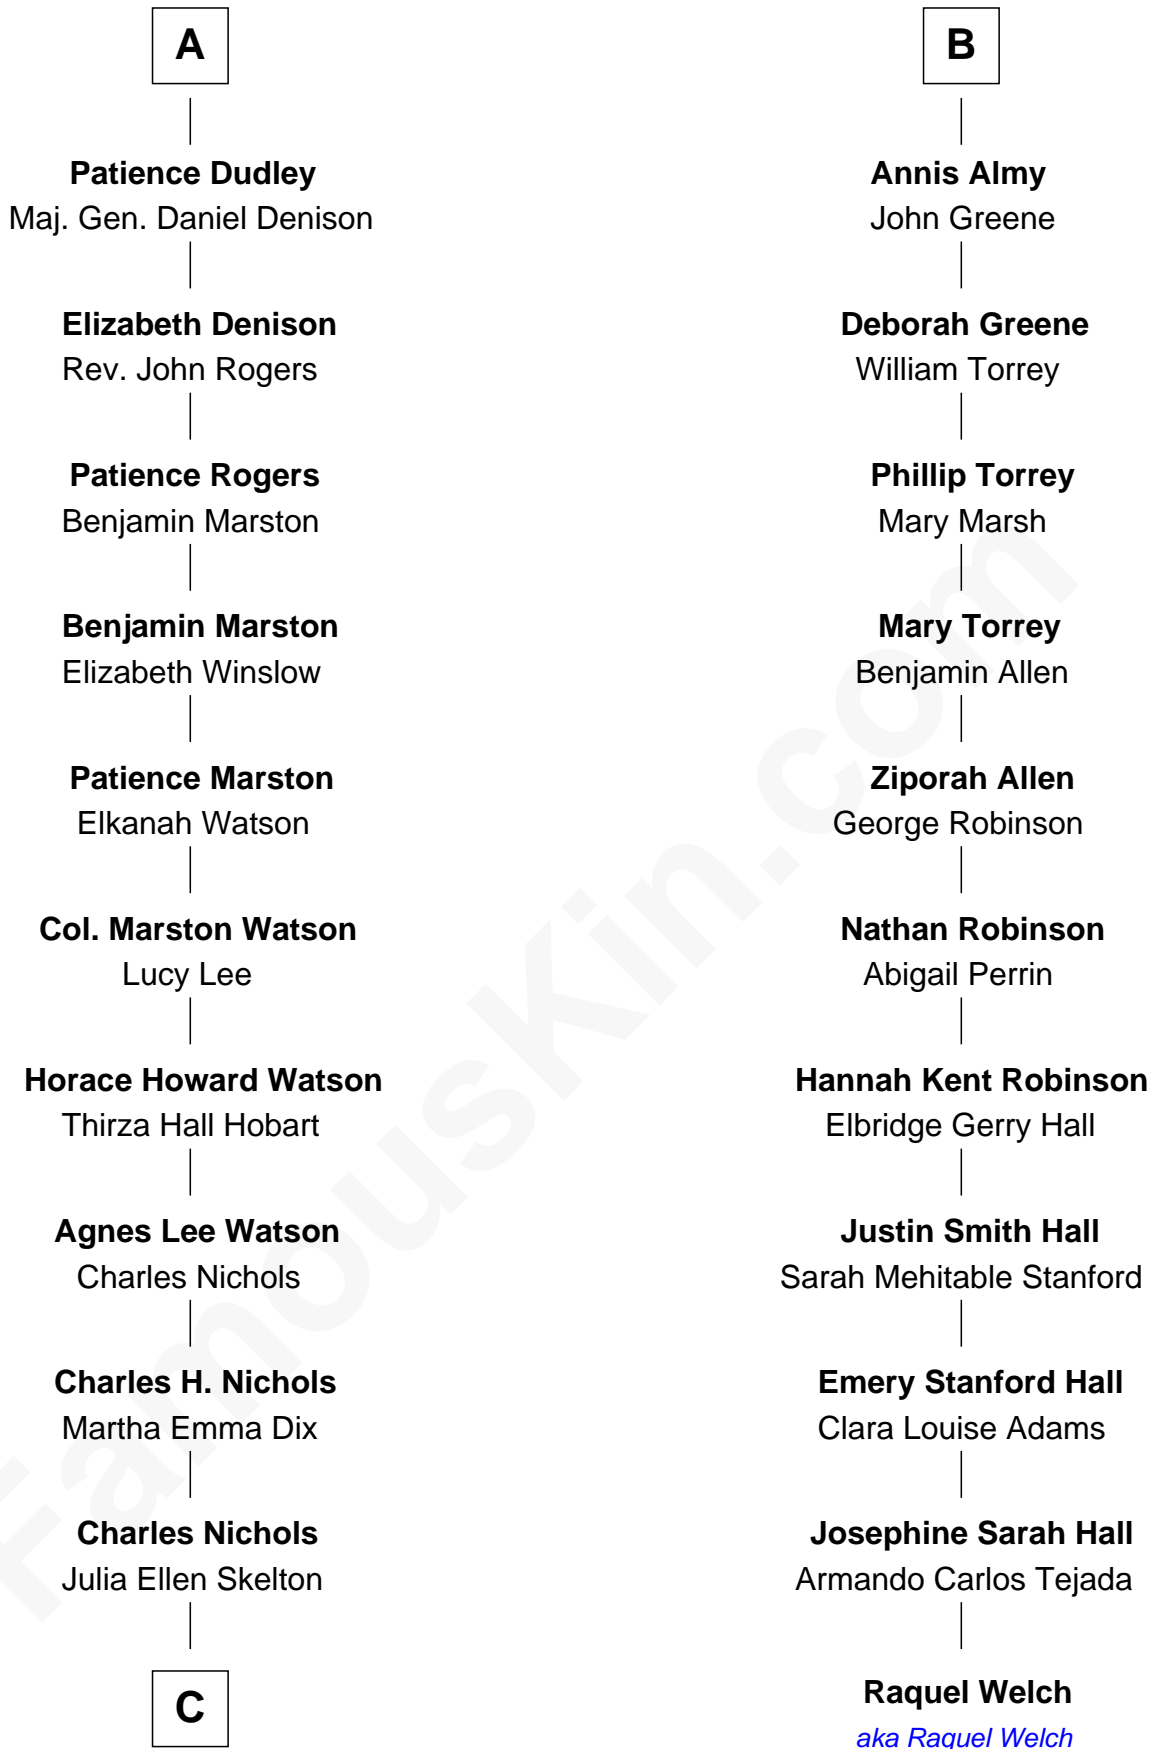 A
Patience Dudley
Maj. Gen. Daniel Denison
Elizabeth Denison
Rev. John Rogers
Patience Rogers
Benjamin Marston
Benjamin Marston
Elizabeth Winslow
Patience Marston
Elkanah Watson
Col. Marston Watson
Lucy Lee
Horace Howard Watson
Thirza Hall Hobart
Agnes Lee Watson
Charles Nichols
Charles H. Nichols
Martha Emma Dix
Charles Nichols
Julia Ellen Skelton
C
B
Annis Almy
John Greene
Deborah Greene
William Torrey
Phillip Torrey
Mary Marsh
Mary Torrey
Benjamin Allen
Ziporah Allen
George Robinson
Nathan Robinson
Abigail Perrin
Hannah Kent Robinson
Elbridge Gerry Hall
Justin Smith Hall
Sarah Mehitable Stanford
Emery Stanford Hall
Clara Louise Adams
Josephine Sarah Hall
Armando Carlos Tejada
Raquel Welch
aka Raquel Welch
FamousKin.com